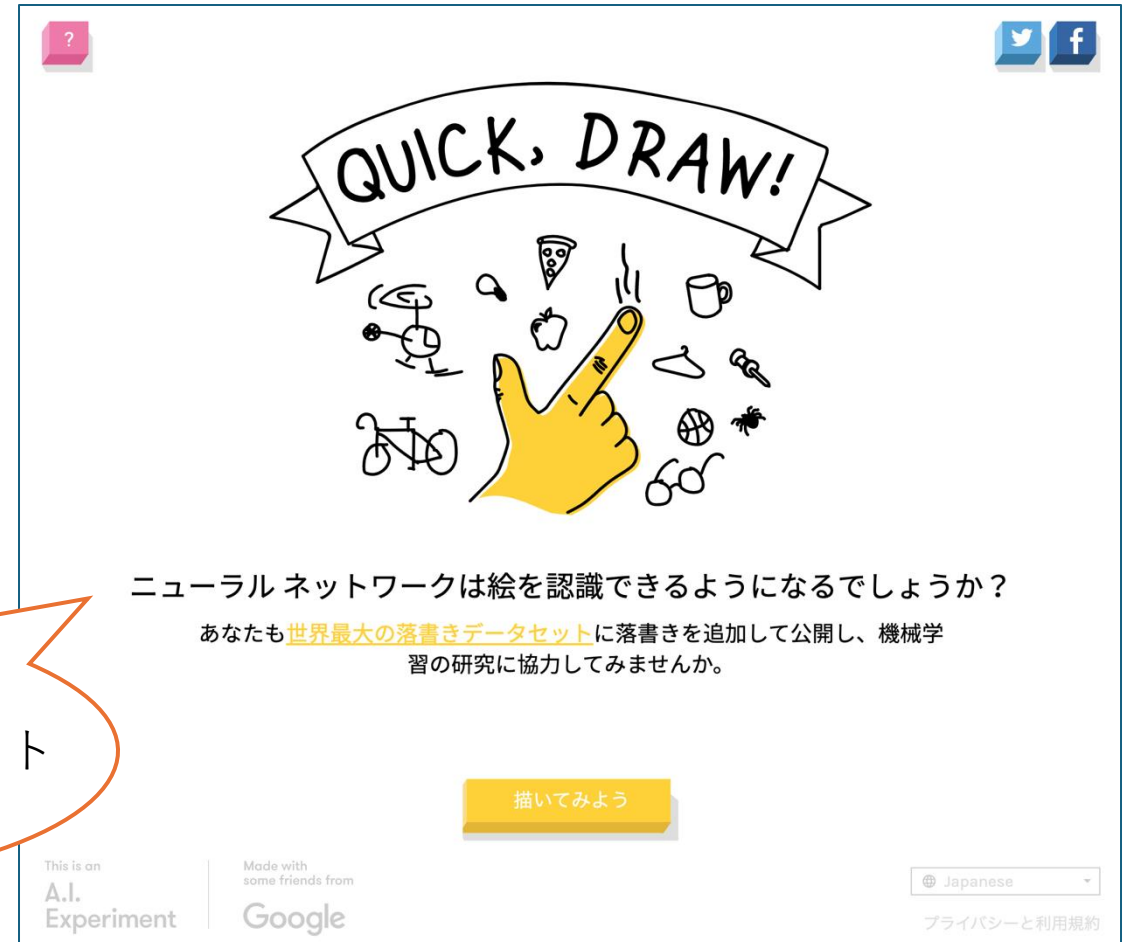 ?
QUICK, DRAW!
ニューラル ネットワークは絵を認識できるようになるでしょうか？
あなたも世界最大の落書きデータセットに落書きを追加して公開し、機械学
習の研究に協力してみませんか。
ト
描いてみよう
This is an
A.I.
Experiment
Made with
some friends from
Google
Japanese
プライバシーと利用規約